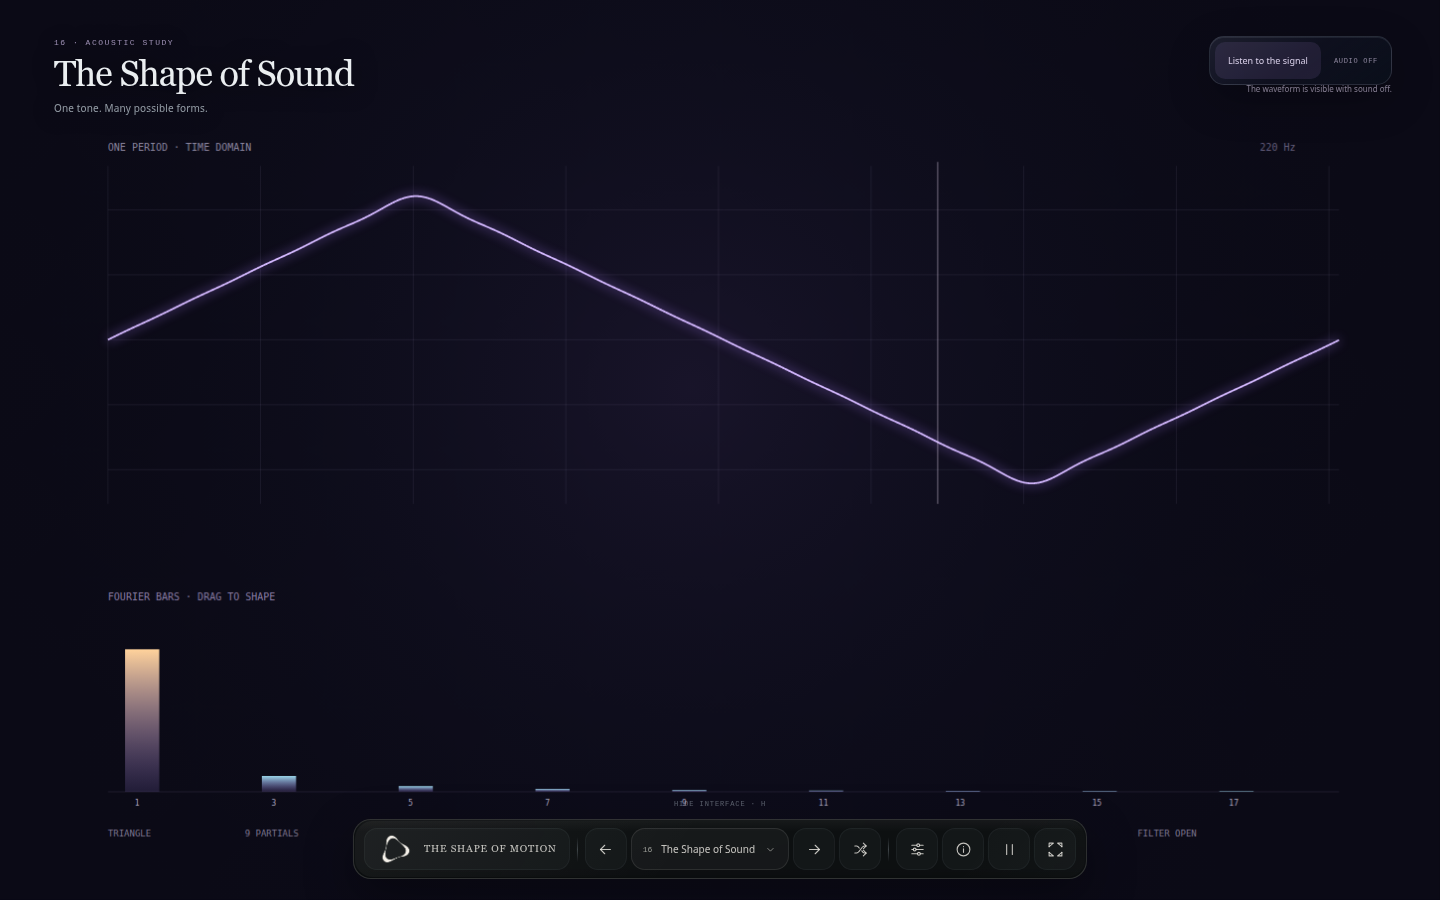 16 · ACOUSTIC STUDY
The Shape of Sound
One tone. Many possible forms.
Listen to the signal
AUDIO OFF
The waveform is visible with sound off.
ONE PERIOD · TIME DOMAIN
220 Hz
FOURIER BARS · DRAG TO SHAPE
1 3 5 7 9 11 13 15 17
HIDE INTERFACE · H
TRIANGLE
9 PARTIALS
FILTER OPEN
THE SHAPE OF MOTION
16 The Shape of Sound